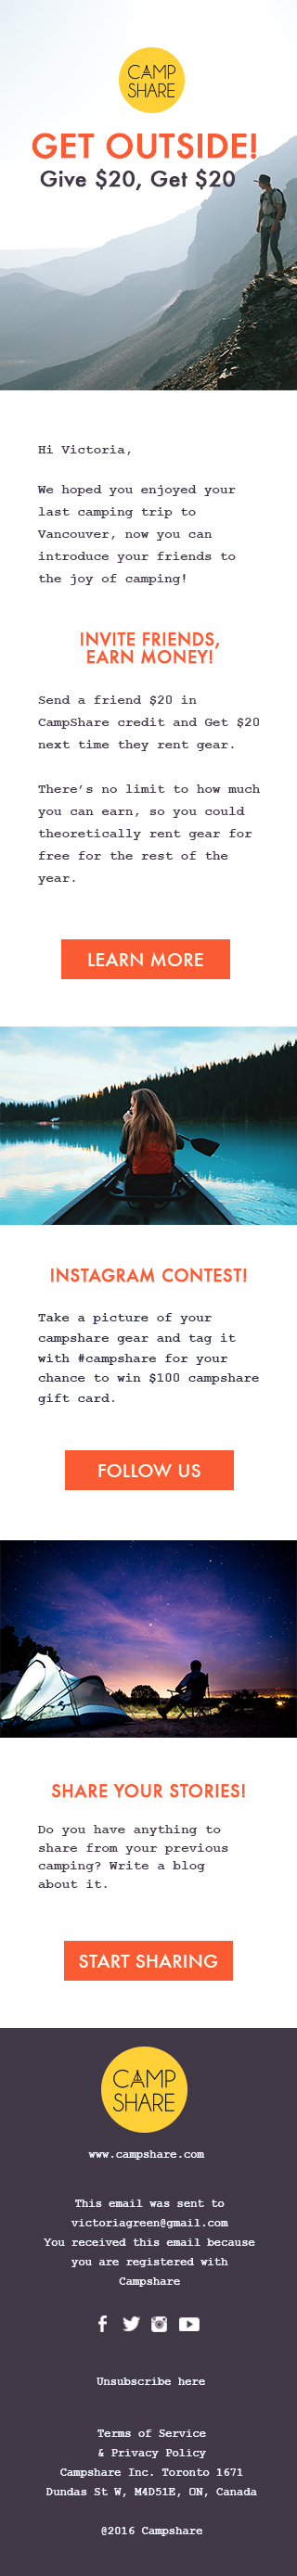 CAMP
SHARE
GET OUTSIDE!
Give $20, Get $20
Hi Victoria,
We hoped you enjoyed your
last camping trip to
Vancouver, now you can
introduce your friends to
the joy of camping!
INVITE FRIENDS,
EARN MONEY!
Send a friend $20 in
CampShare credit and Get $20
next time they rent gear.
There's no limit to how much
you can earn, so you could
theoretically rent gear for
free for the rest of the
year.
LEARN MORE
INSTAGRAM CONTEST!
Take a picture of your
campshare gear and tag it
with #campshare for your
chance to win $100 campshare
gift card.
FOLLOW US
SHARE YOUR STORIES!
Do you have anything to
share from your previous
camping? Write a blog
about it.
START SHARING
CAMP
SHARE
www.campshare.com
This email was sent to
victoriagreen@gmail.com
You received this email because
you are registered with
Campshare
Unsubscribe here
Terms of Service
& Privacy Policy
Campshare Inc. Toronto 1671
Dundas St W, M4D51E, ON, Canada
@2016 Campshare